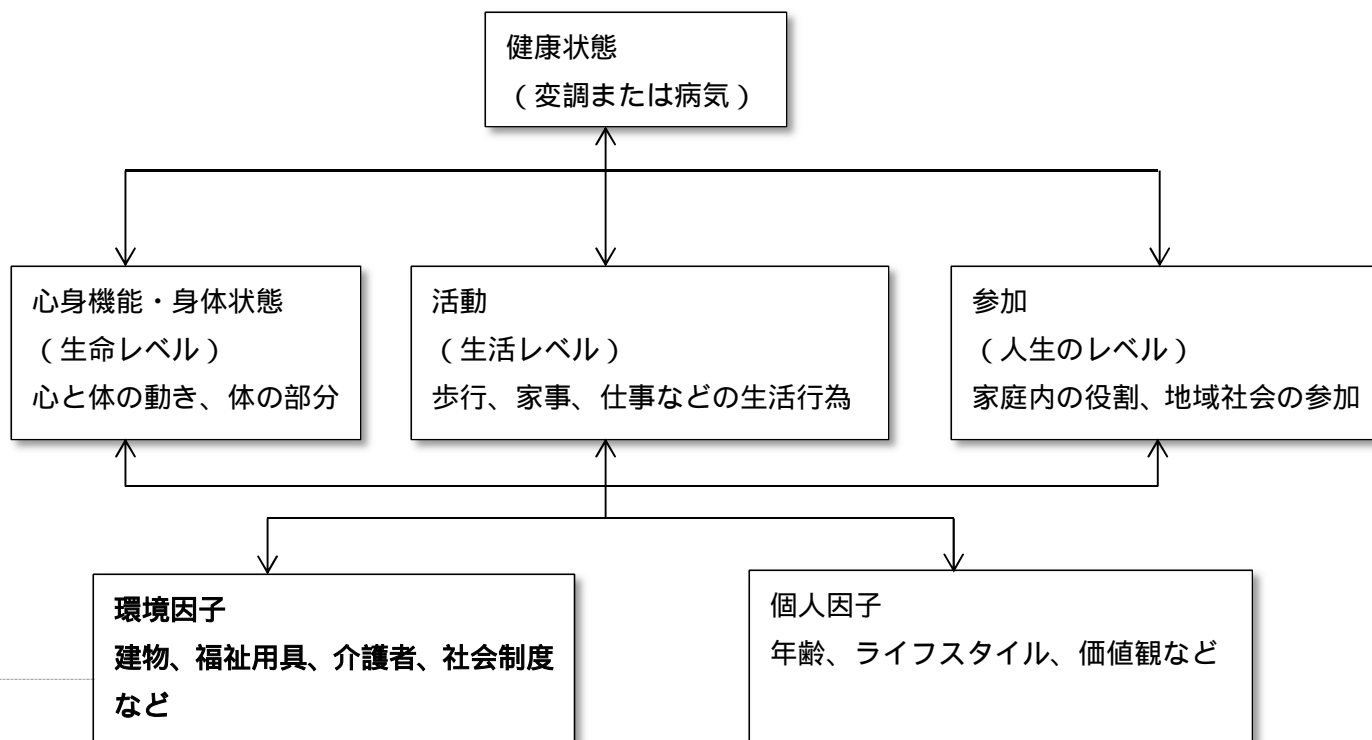 健康状態
（変調または病気）
心身機能・身体状態
（生命レベル）
心と体の動き、体の部分
活動
（生活レベル）
歩行、家事、仕事などの生活行為
参加
（人生のレベル）
家庭内の役割、地域社会の参加
環境因子
建物、福祉用具、介護者、社会制度
など
個人因子
年齢、ライフスタイル、価値観など